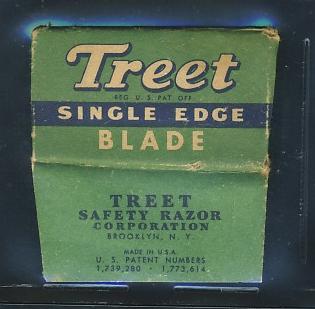 Treet
REG. U.S. PAT. OFF.
SINGLE EDGE
BLADE
TREET
SAFETY RAZOR
CORPORATION
BROOKLYN, N. Y.
MADE IN U.S.A.
U. S. PATENT NUMBERS
1,739,280 · 1,773,614